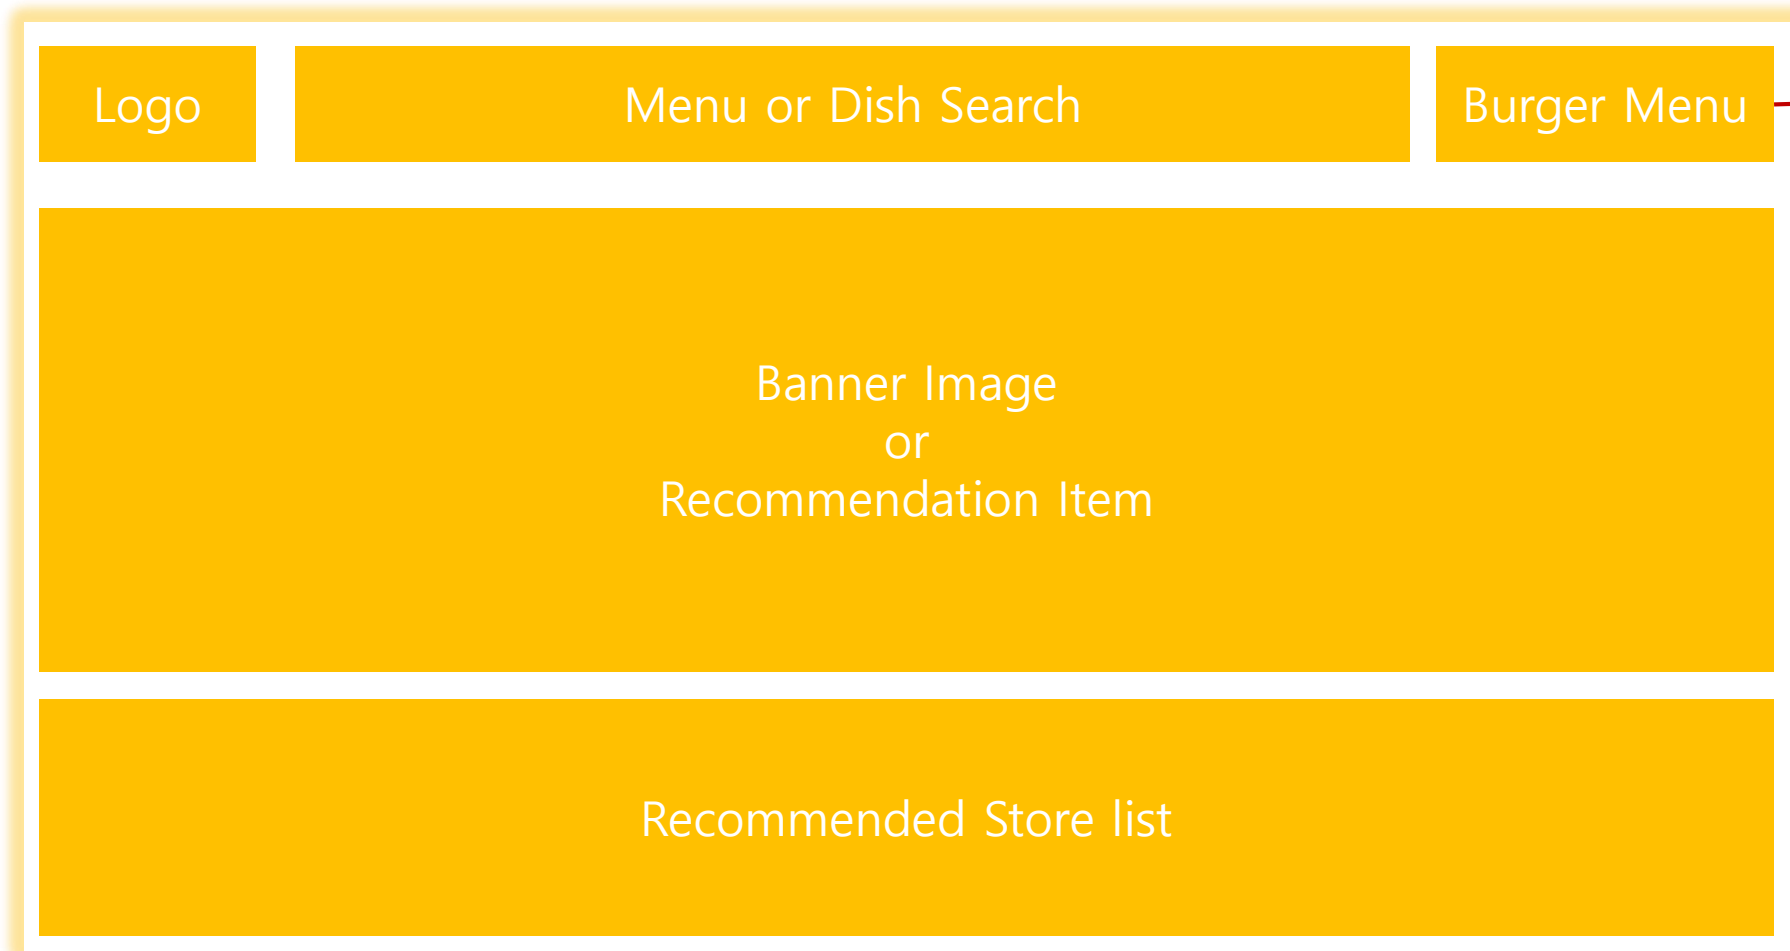 Logo
Menu or Dish Search
Burger Menu
Banner Image
or
Recommendation Item
Recommended Store list